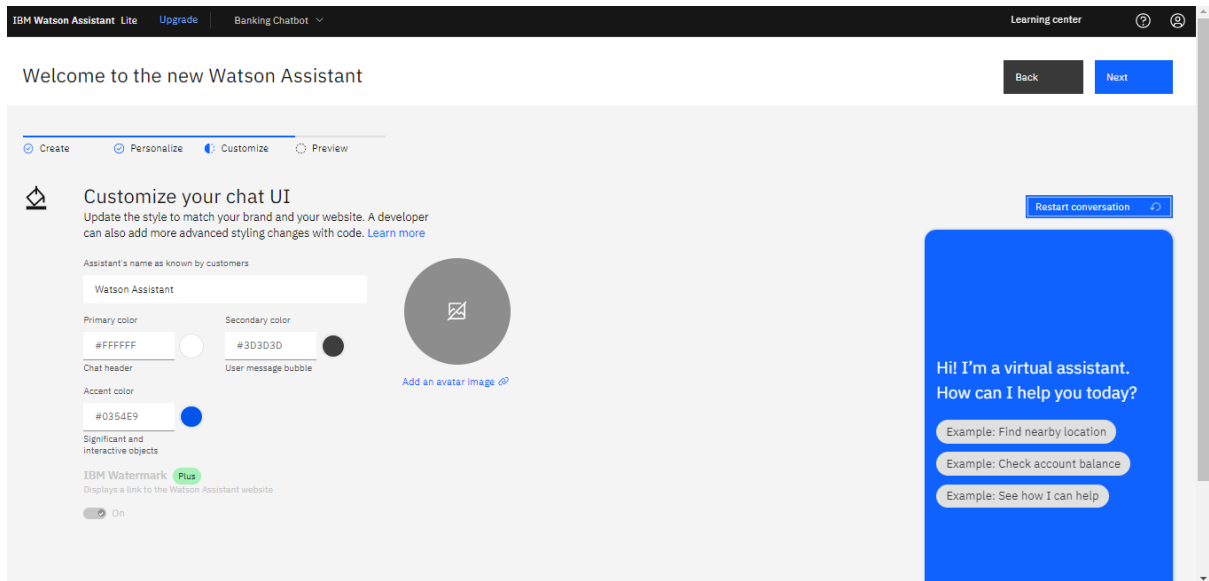 IBM Watson Assistant Lite Upgrade Banking Chatbot Learning center
Welcome to the new Watson Assistant
Back Next
Create Personalize Customize Preview
Customize your chat UI
Update the style to match your brand and your website. A developer
can also add more advanced styling changes with code. Learn more
Restart conversation
Assistant's name as known by customers
Watson Assistant
Primary color Secondary color
#FFFFFF #3D3D3D
Chat header User message bubble
Add an avatar image
Accent color
#0354E9
Significant and
interactive objects
IBM Watermark Plus
Displays a link to the Watson Assistant website
On
Hi! I'm a virtual assistant.
How can I help you today?
Example: Find nearby location
Example: Check account balance
Example: See how I can help